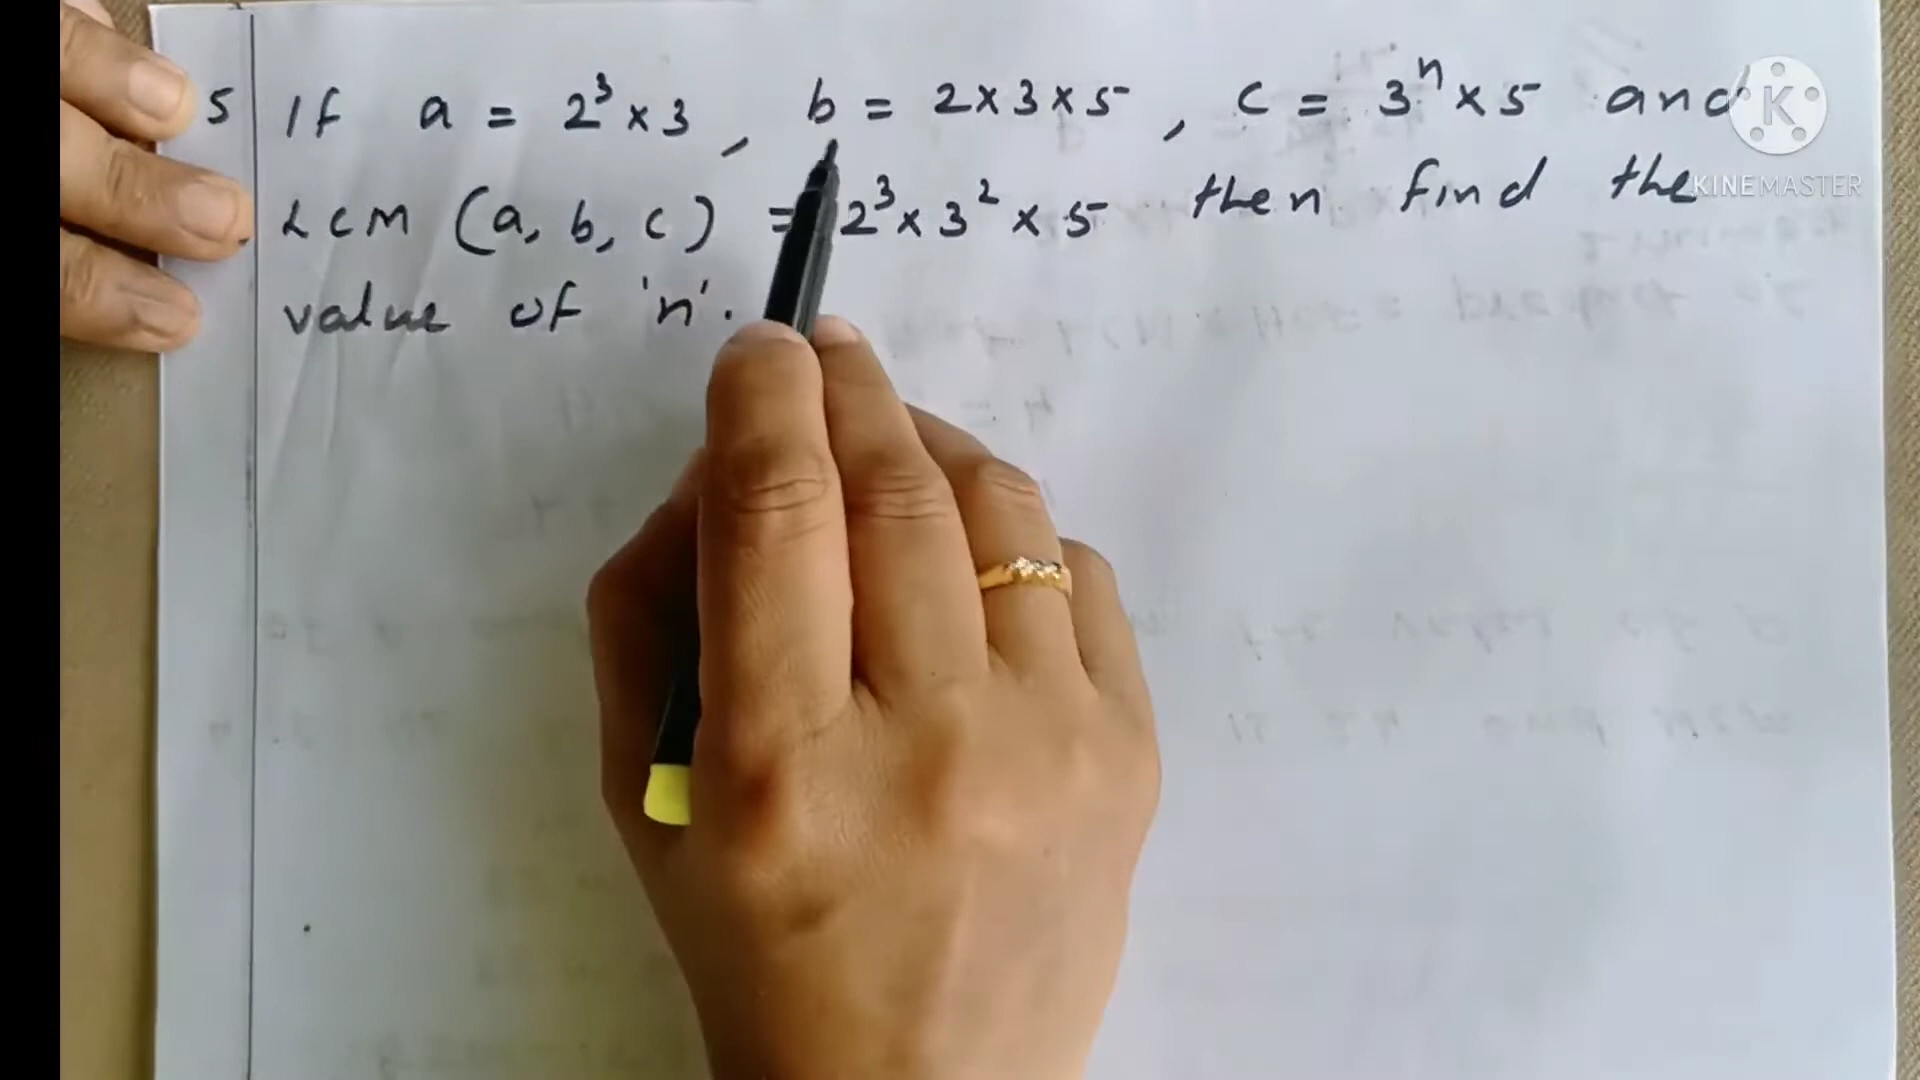 5 If a = 2³ × 3, b = 2 × 3 × 5, c = 3ⁿ × 5 and
LCM (a, b, c) = 2³ × 3² × 5 then find the
value of 'n'.
K
KINEMASTER